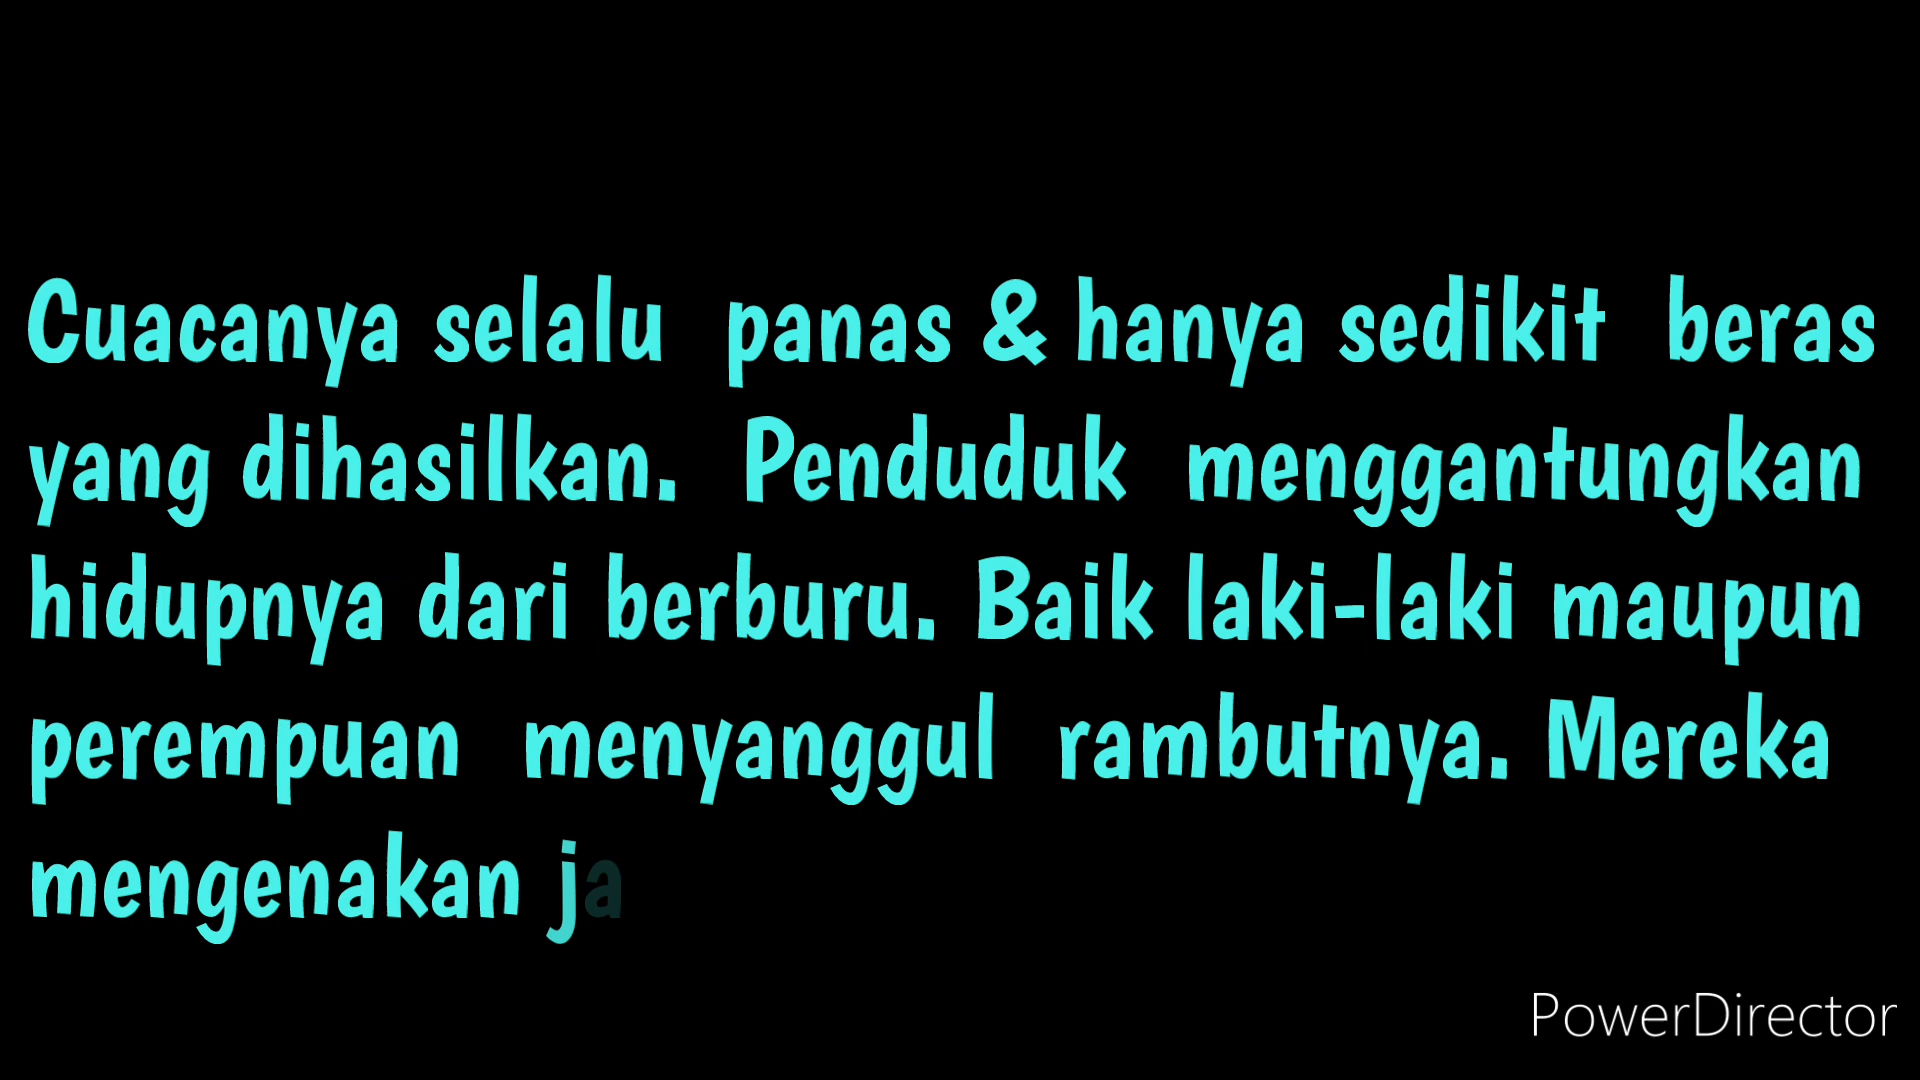 Cuacanya selalu panas & hanya sedikit beras
yang dihasilkan. Penduduk menggantungkan
hidupnya dari berburu. Baik laki-laki maupun
perempuan menyanggul rambutnya. Mereka
mengenakan ja
PowerDirector